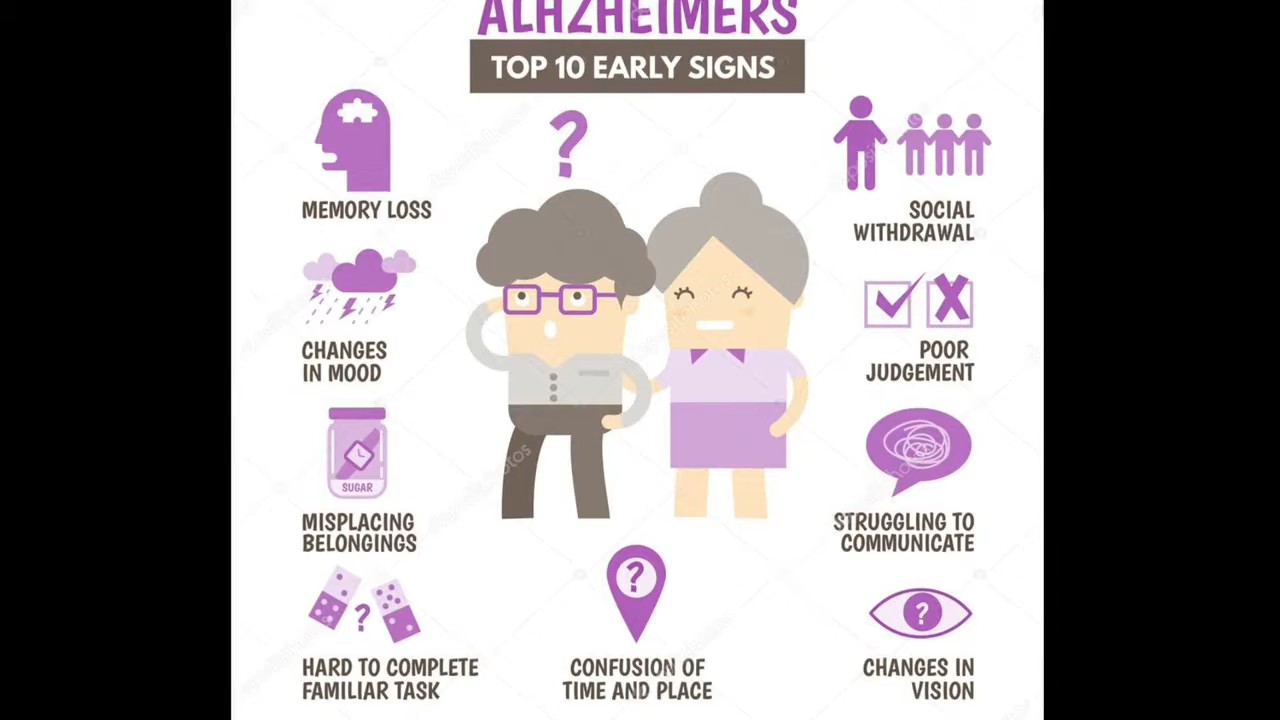 ALHZHEIMERS
TOP 10 EARLY SIGNS
MEMORY LOSS
CHANGES
IN MOOD
SUGAR
MISPLACING
BELONGINGS
HARD TO COMPLETE
FAMILIAR TASK
CONFUSION OF
TIME AND PLACE
SOCIAL
WITHDRAWAL
POOR
JUDGEMENT
STRUGGLING TO
COMMUNICATE
CHANGES IN
VISION
depositphotos